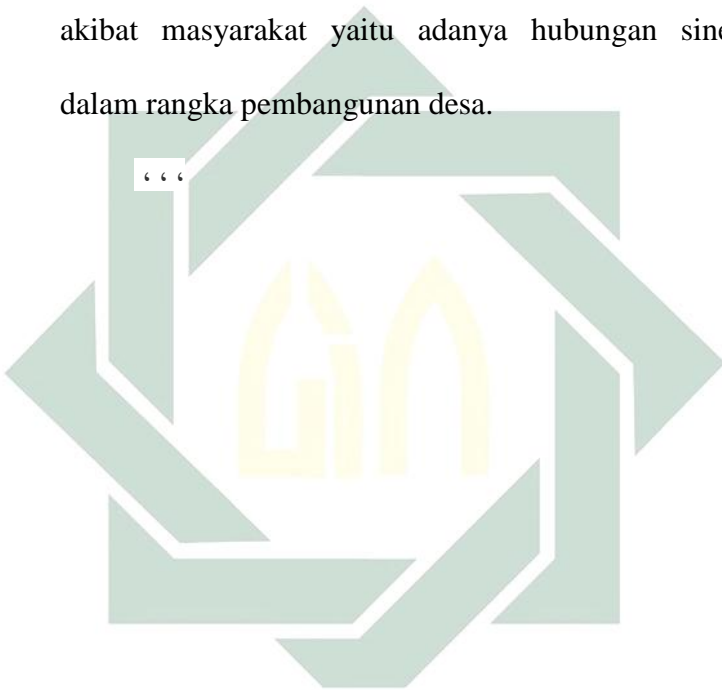 akibat masyarakat yaitu adanya hubungan
dalam rangka pembangunan desa.
‘ ‘ ‘